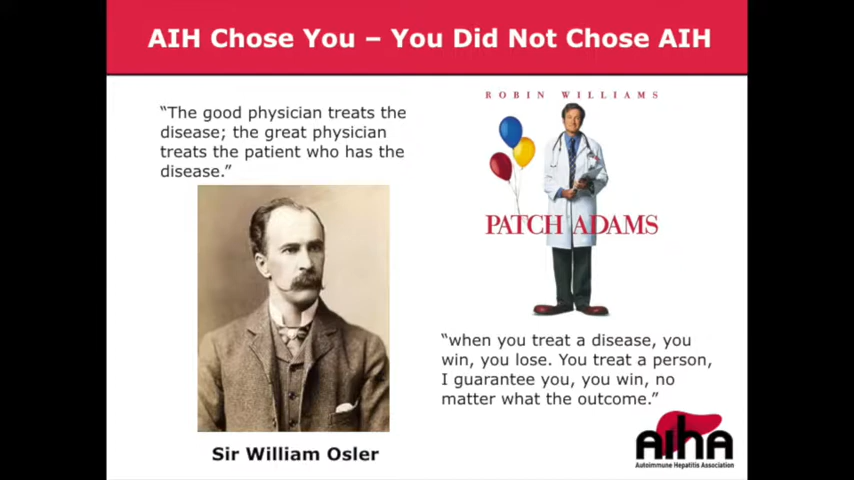 AIH Chose You – You Did Not Chose AIH
“The good physician treats the
disease; the great physician
treats the patient who has the
disease.”
Sir William Osler
ROBIN WILLIAMS
PATCH ADAMS
“when you treat a disease, you
win, you lose. You treat a person,
I guarantee you, you win, no
matter what the outcome.”
AIHA
Autoimmune Hepatitis Association